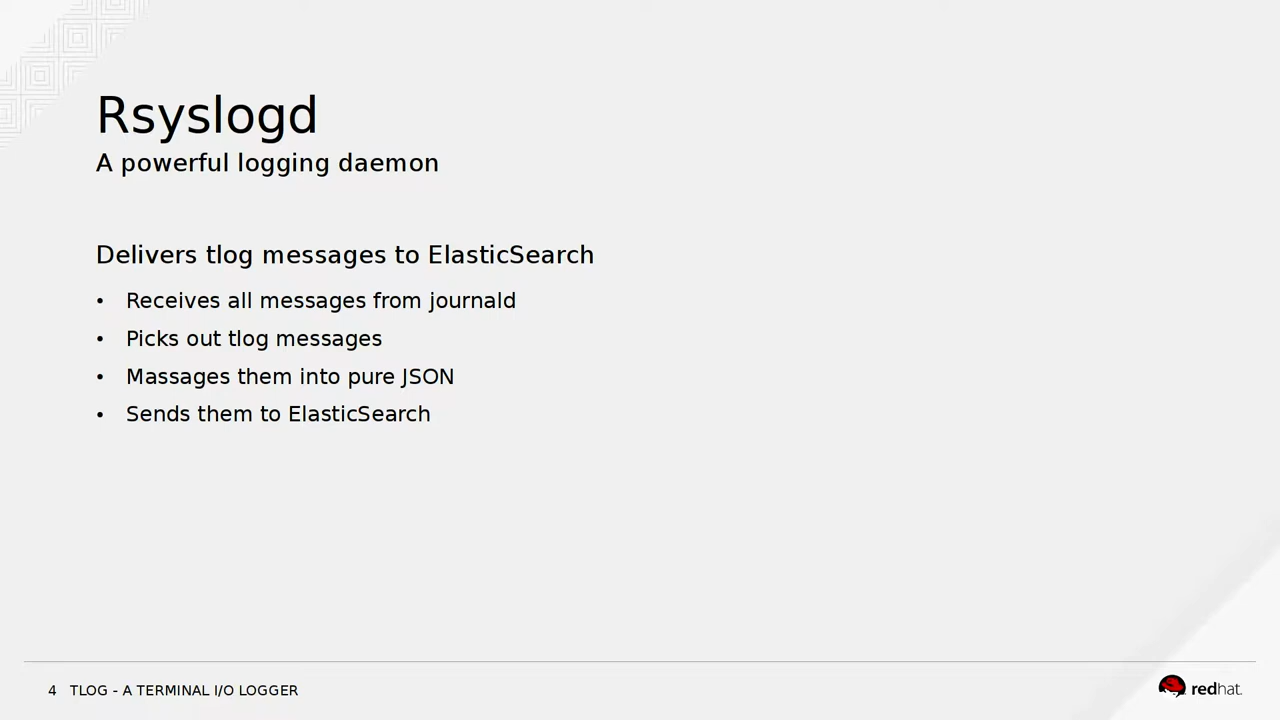 Rsyslogd
A powerful logging daemon
Delivers tlog messages to ElasticSearch
• Receives all messages from journald
• Picks out tlog messages
• Massages them into pure JSON
• Sends them to ElasticSearch
4 TLOG - A TERMINAL I/O LOGGER
redhat.